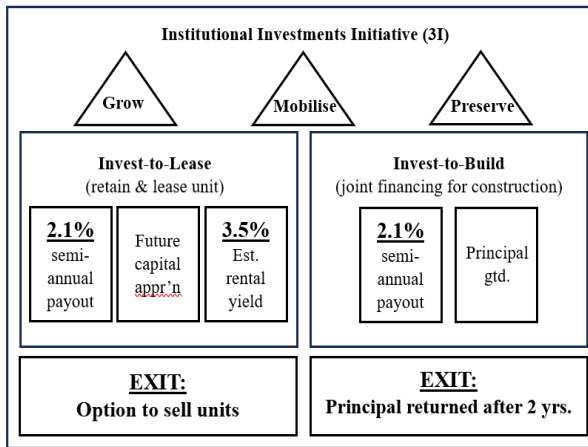 Institutional Investments Initiative (3I)
Grow
Mobilise
Preserve
Invest-to-Lease
(retain & lease unit)
2.1%
semi-
annual
payout
Future
capital
appr'n
3.5%
Est.
rental
yield
Invest-to-Build
(joint financing for construction)
2.1%
semi-
annual
payout
Principal
gtd.
EXIT:
Option to sell units
EXIT:
Principal returned after 2 yrs.